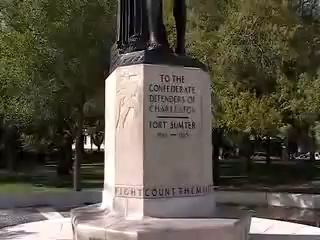 TO THE
CONFEDERATE
DEFENDERS OF
CHARLESTON
FORT SUMTER
FIGHT COUNT THEM